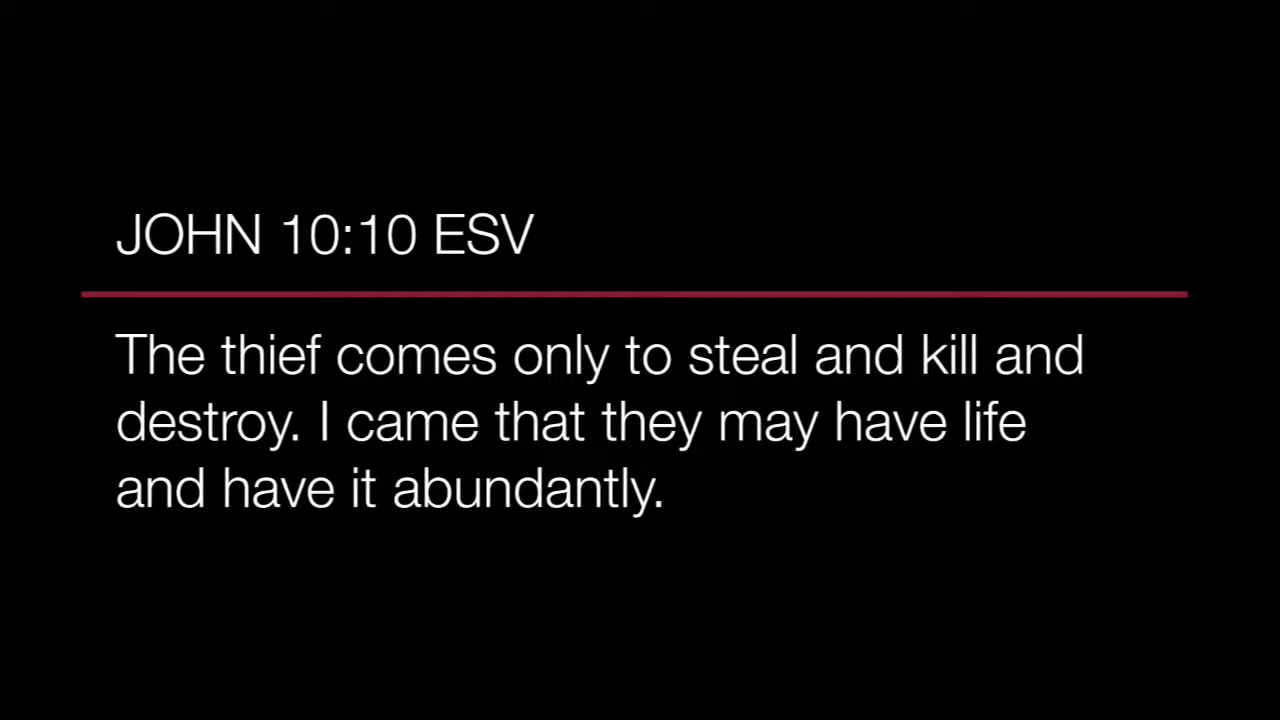 JOHN 10:10 ESV
The thief comes only to steal and kill and
destroy. I came that they may have life
and have it abundantly.